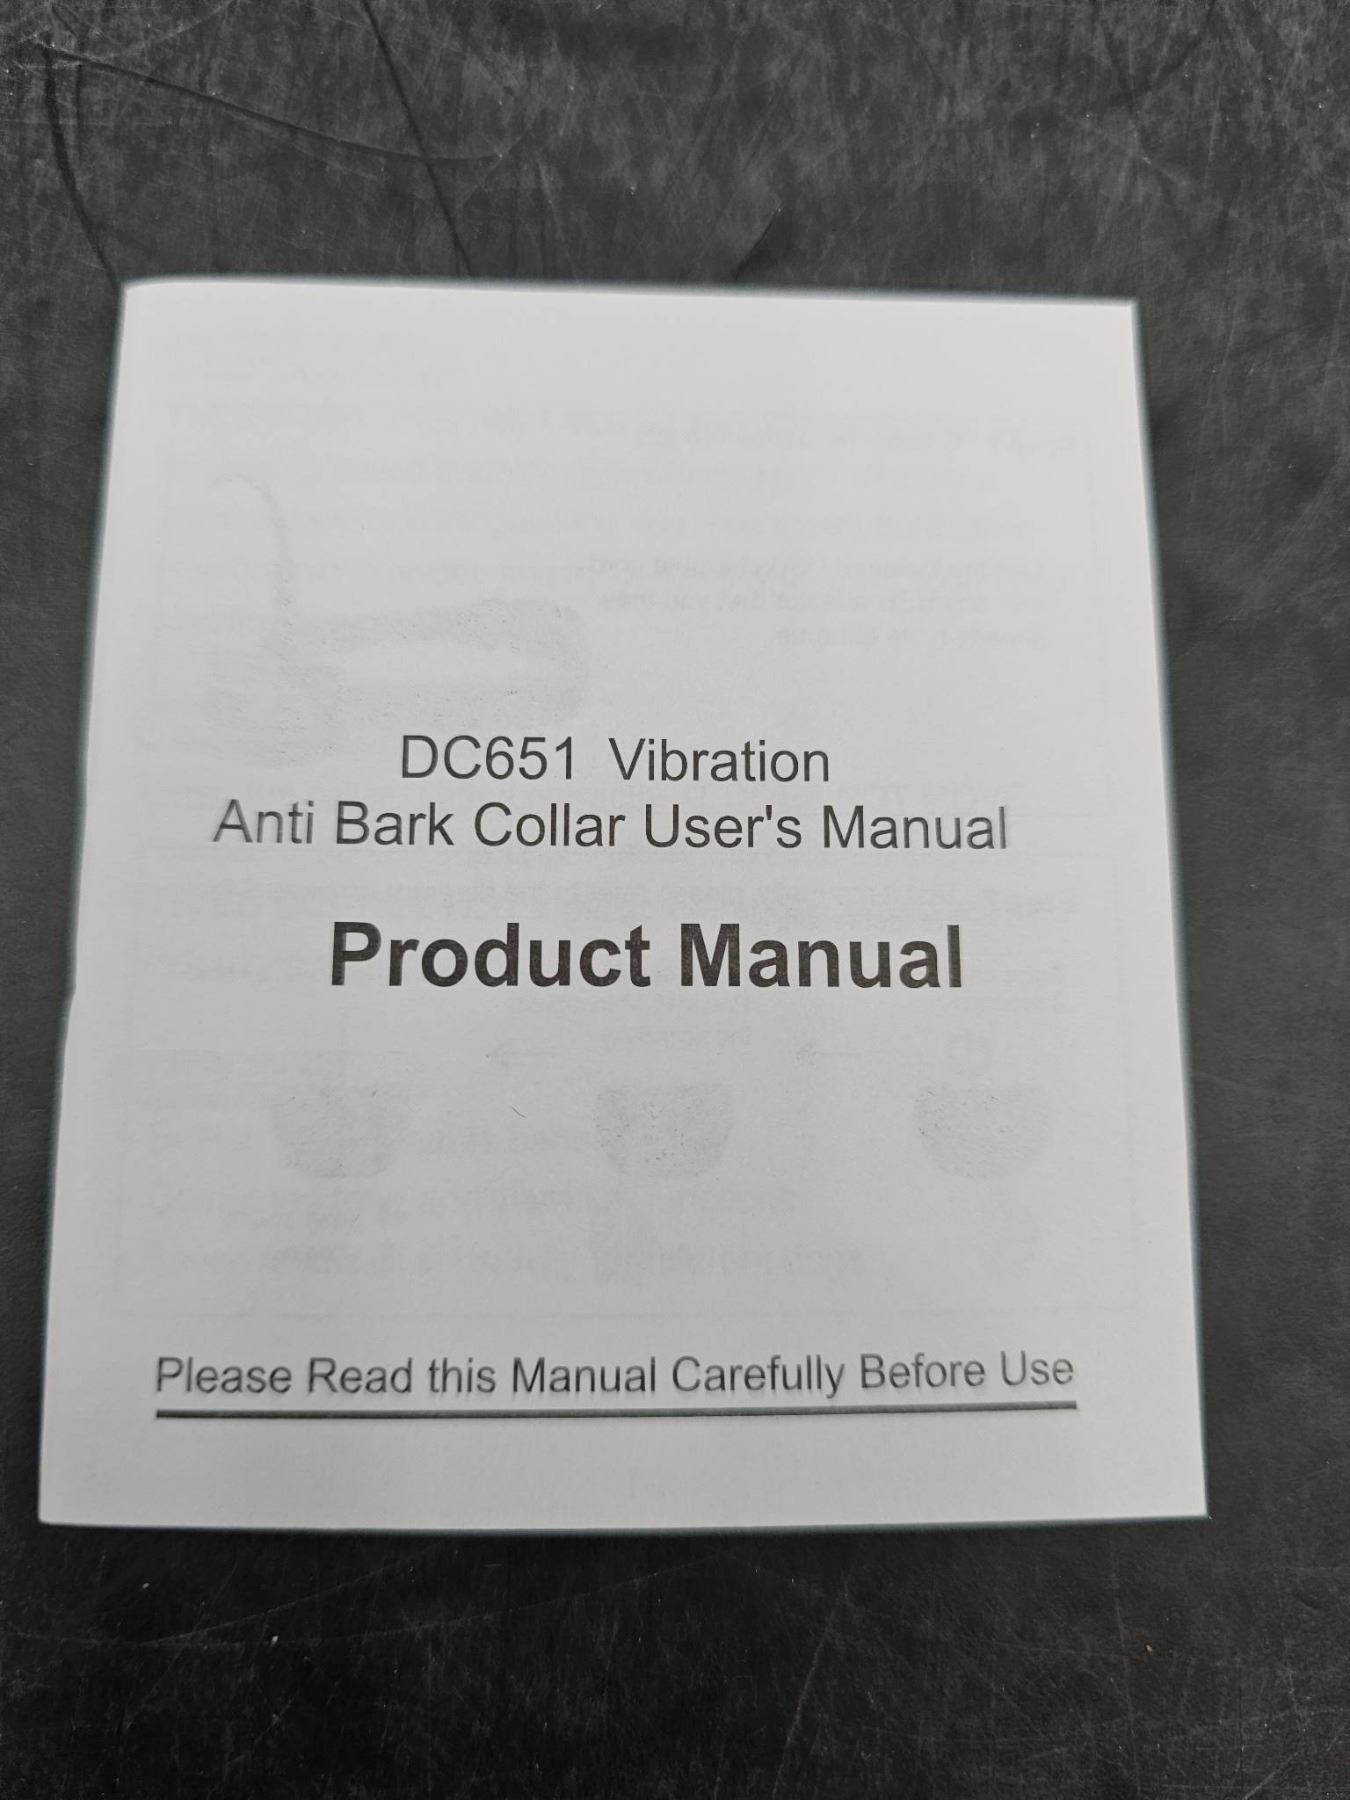 DC651 Vibration
Anti Bark Collar User's Manual
Product Manual
Please Read this Manual Carefully Before Use